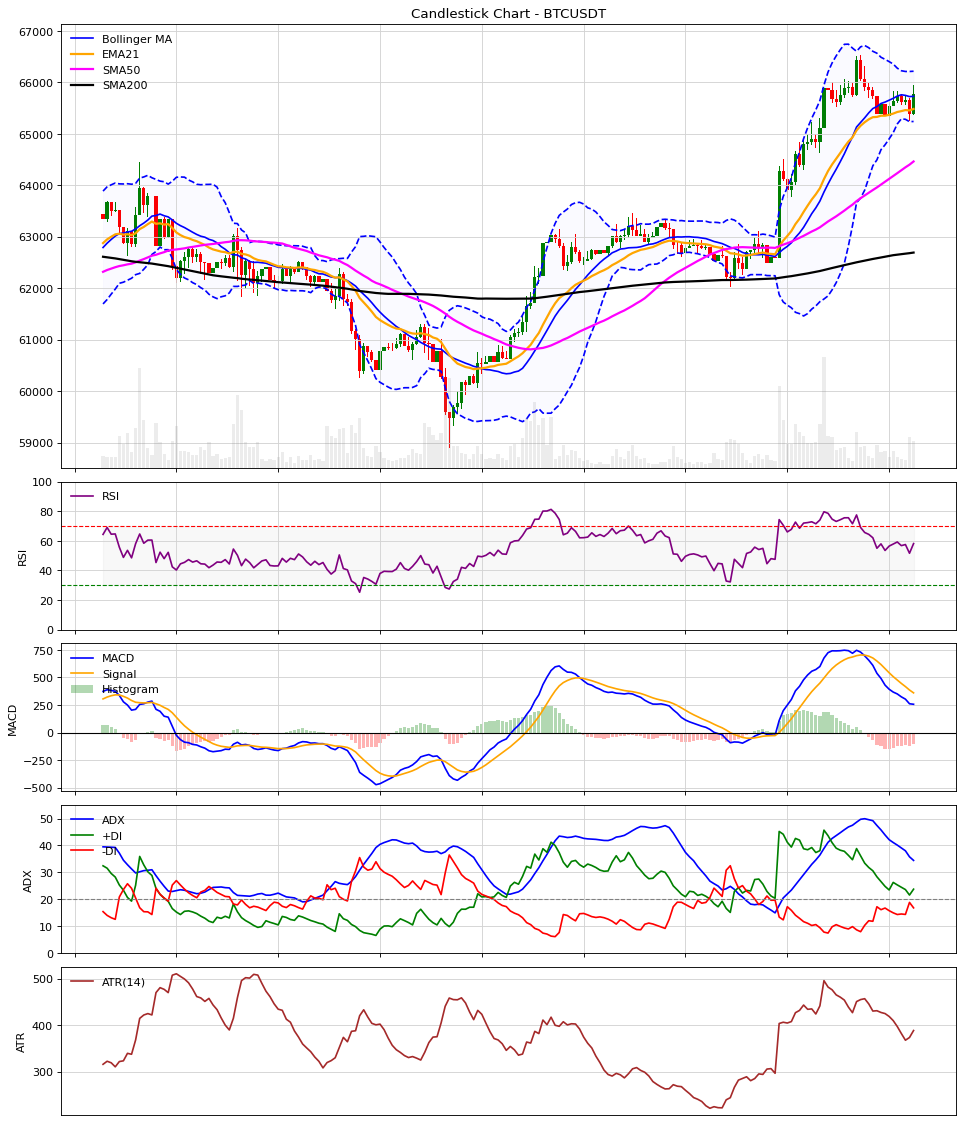 Candlestick Chart - BTCUSDT
67000
66000
65000
64000
63000
62000
61000
60000
59000
Bollinger MA
EMA21
SMA50
SMA200
100
80
60
40
20
0
RSI
RSI
750
500
250
0
−250
−500
MACD
MACD
Signal
Histogram
50
40
30
20
10
0
ADX
ADX
+DI
-DI
500
400
300
ATR
ATR(14)